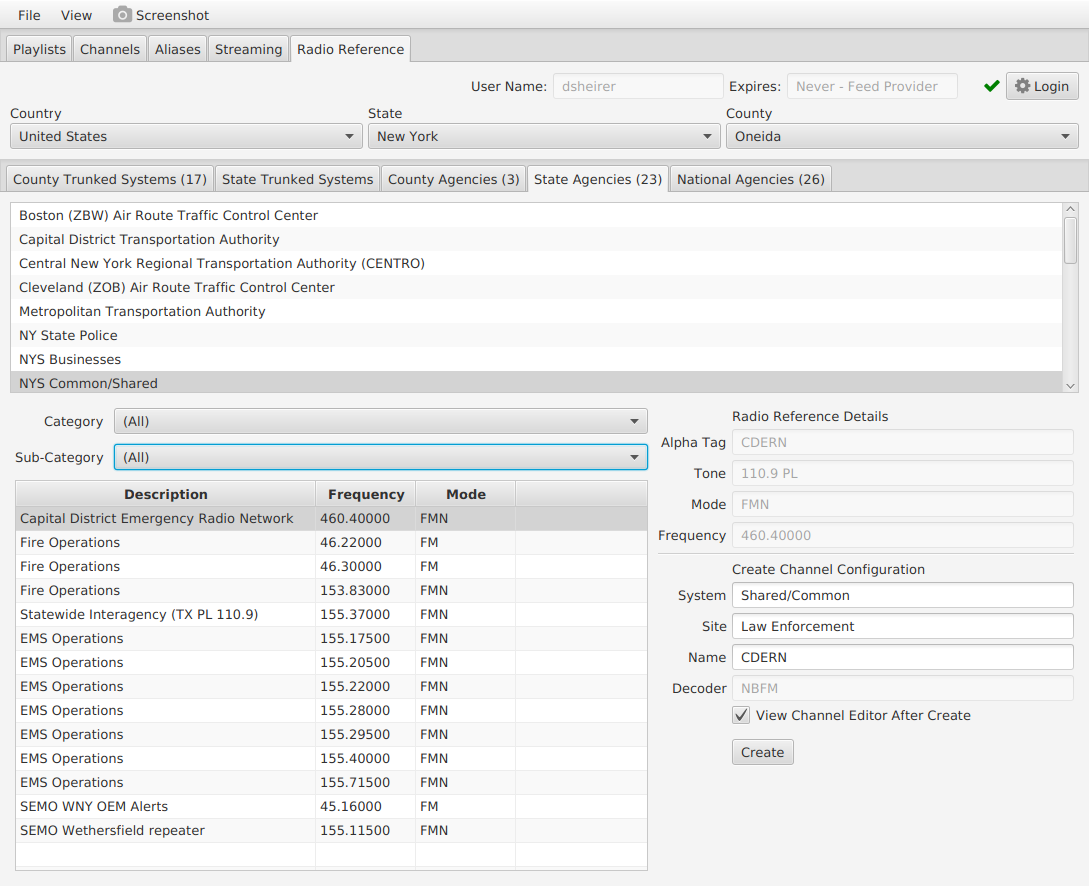 File View Screenshot
Playlists Channels Aliases Streaming Radio Reference
User Name: dsheirer Expires: Never - Feed Provider Login
Country State County
United States New York Oneida
County Trunked Systems (17) State Trunked Systems County Agencies (3) State Agencies (23) National Agencies (26)
Boston (ZBW) Air Route Traffic Control Center
Capital District Transportation Authority
Central New York Regional Transportation Authority (CENTRO)
Cleveland (ZOB) Air Route Traffic Control Center
Metropolitan Transportation Authority
NY State Police
NYS Businesses
NYS Common/Shared
Category (All)
Sub-Category (All)
Description Frequency Mode
Capital District Emergency Radio Network 460.40000 FMN
Fire Operations 46.22000 FM
Fire Operations 46.30000 FM
Fire Operations 153.83000 FMN
Statewide Interagency (TX PL 110.9) 155.37000 FMN
EMS Operations 155.17500 FMN
EMS Operations 155.20500 FMN
EMS Operations 155.22000 FMN
EMS Operations 155.28000 FMN
EMS Operations 155.29500 FMN
EMS Operations 155.40000 FMN
EMS Operations 155.71500 FMN
SEMO WNY OEM Alerts 45.16000 FM
SEMO Wethersfield repeater 155.11500 FMN
Radio Reference Details
Alpha Tag CDERN
Tone 110.9 PL
Mode FMN
Frequency 460.40000
Create Channel Configuration
System Shared/Common
Site Law Enforcement
Name CDERN
Decoder NBFM
View Channel Editor After Create
Create